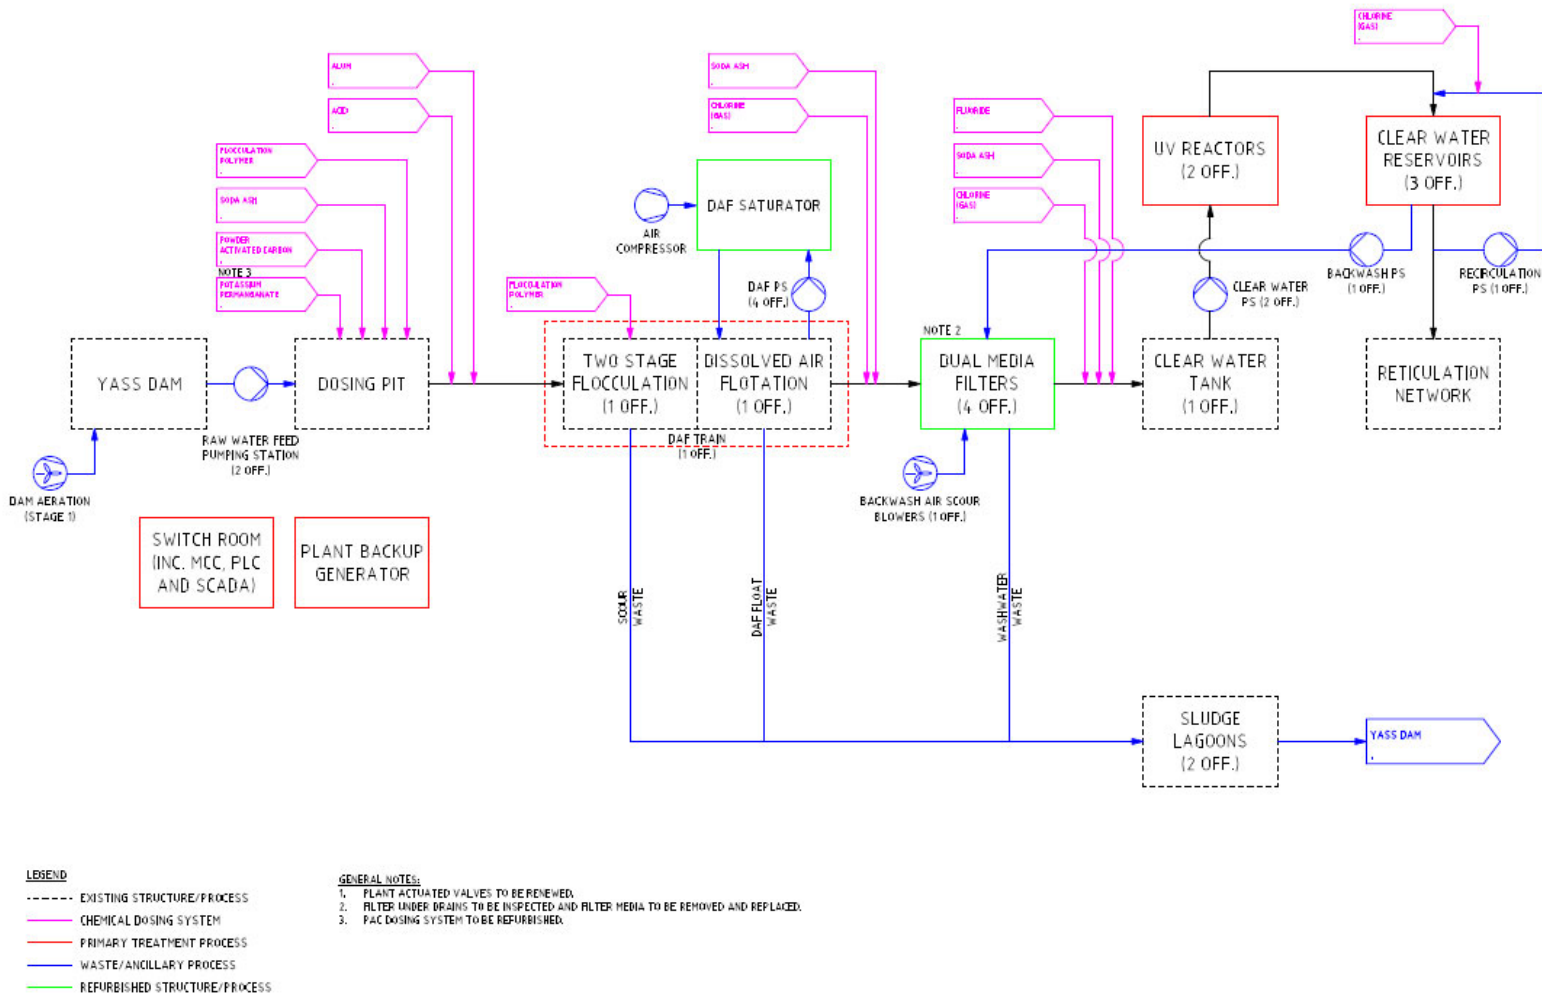 CHLORINE
(GAS)
ALUM
SODA ASH
ACID
CHLORINE
(GAS)
FLUORIDE
UV REACTORS
(2 OFF.)
CLEAR WATER
RESERVOIRS
(3 OFF.)
FLOCCULATION
POLYMER
SODA ASH
SODA ASH
DAF SATURATOR
CHLORINE
(GAS)
AIR
COMPRESSOR
POWDER
ACTIVATED CARBON
NOTE 3
POTASSIUM
PERMANGANATE
FLOCCULATION
POLYMER
DAF PS
(4 OFF.)
CLEAR WATER
PS (2 OFF.)
BACKWASH PS
(1 OFF.)
RECIRCULATION
PS (1 OFF.)
NOTE 2
YASS DAM
DOSING PIT
TWO STAGE
FLOCCULATION
(1 OFF.)
DISSOLVED AIR
FLOTATION
(1 OFF.)
DUAL MEDIA
FILTERS
(4 OFF.)
CLEAR WATER
TANK
(1 OFF.)
RETICULATION
NETWORK
RAW WATER FEED
PUMPING STATION
(2 OFF.)
DAF TRAIN
(1 OFF.)
DAM AERATION
(STAGE 1)
BACKWASH AIR SCOUR
BLOWERS (1 OFF.)
SWITCH ROOM
(INC. MCC, PLC
AND SCADA)
PLANT BACKUP
GENERATOR
SCOUR
WASTE
DAF FLOAT
WASTE
WASHWATER
WASTE
SLUDGE
LAGOONS
(2 OFF.)
YASS DAM
LEGEND
EXISTING STRUCTURE/PROCESS
CHEMICAL DOSING SYSTEM
PRIMARY TREATMENT PROCESS
WASTE/ANCILLARY PROCESS
REFURBISHED STRUCTURE/PROCESS
GENERAL NOTES:
1. PLANT ACTUATED VALVES TO BE RENEWED.
2. FILTER UNDER DRAINS TO BE INSPECTED AND FILTER MEDIA TO BE REMOVED AND REPLACED.
3. PAC DOSING SYSTEM TO BE REFURBISHED.